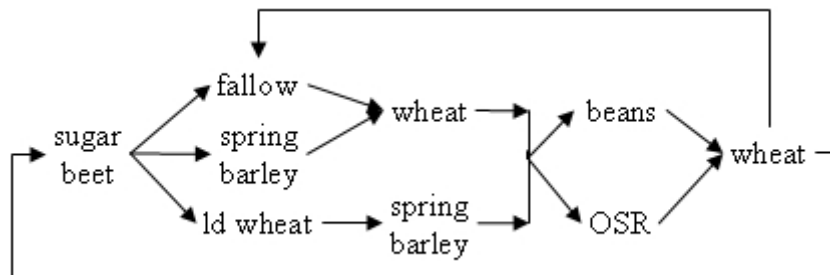 fallow
wheat
beans
sugar
beet
spring
barley
wheat
ld wheat
spring
barley
OSR